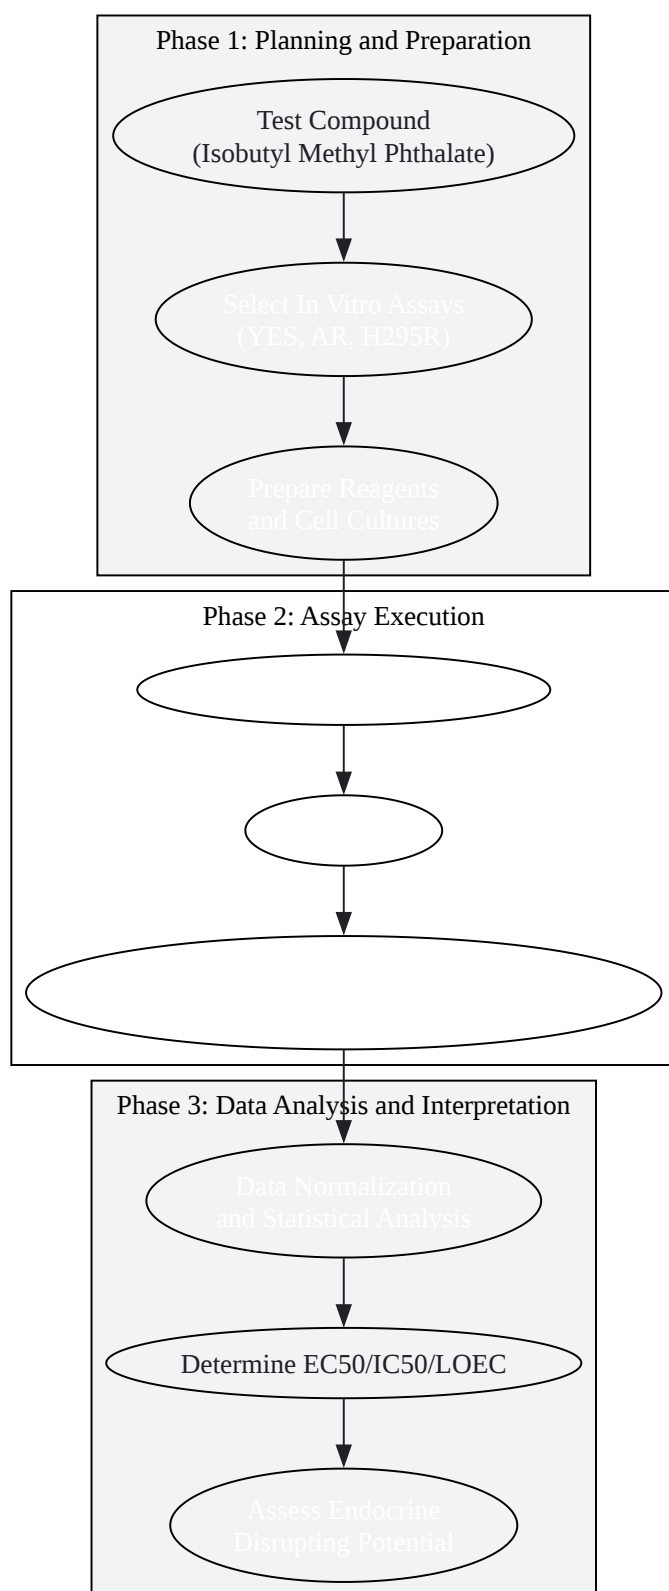 Phase 1: Planning and Preparation
Test Compound
(Isobutyl Methyl Phthalate)
Select In Vitro Assays
(YES, AR, H295R)
Prepare Reagents
and Cell Cultures
Phase 2: Assay Execution
Phase 3: Data Analysis and Interpretation
Data Normalization
and Statistical Analysis
Determine EC50/IC50/LOEC
Assess Endocrine
Disrupting Potential